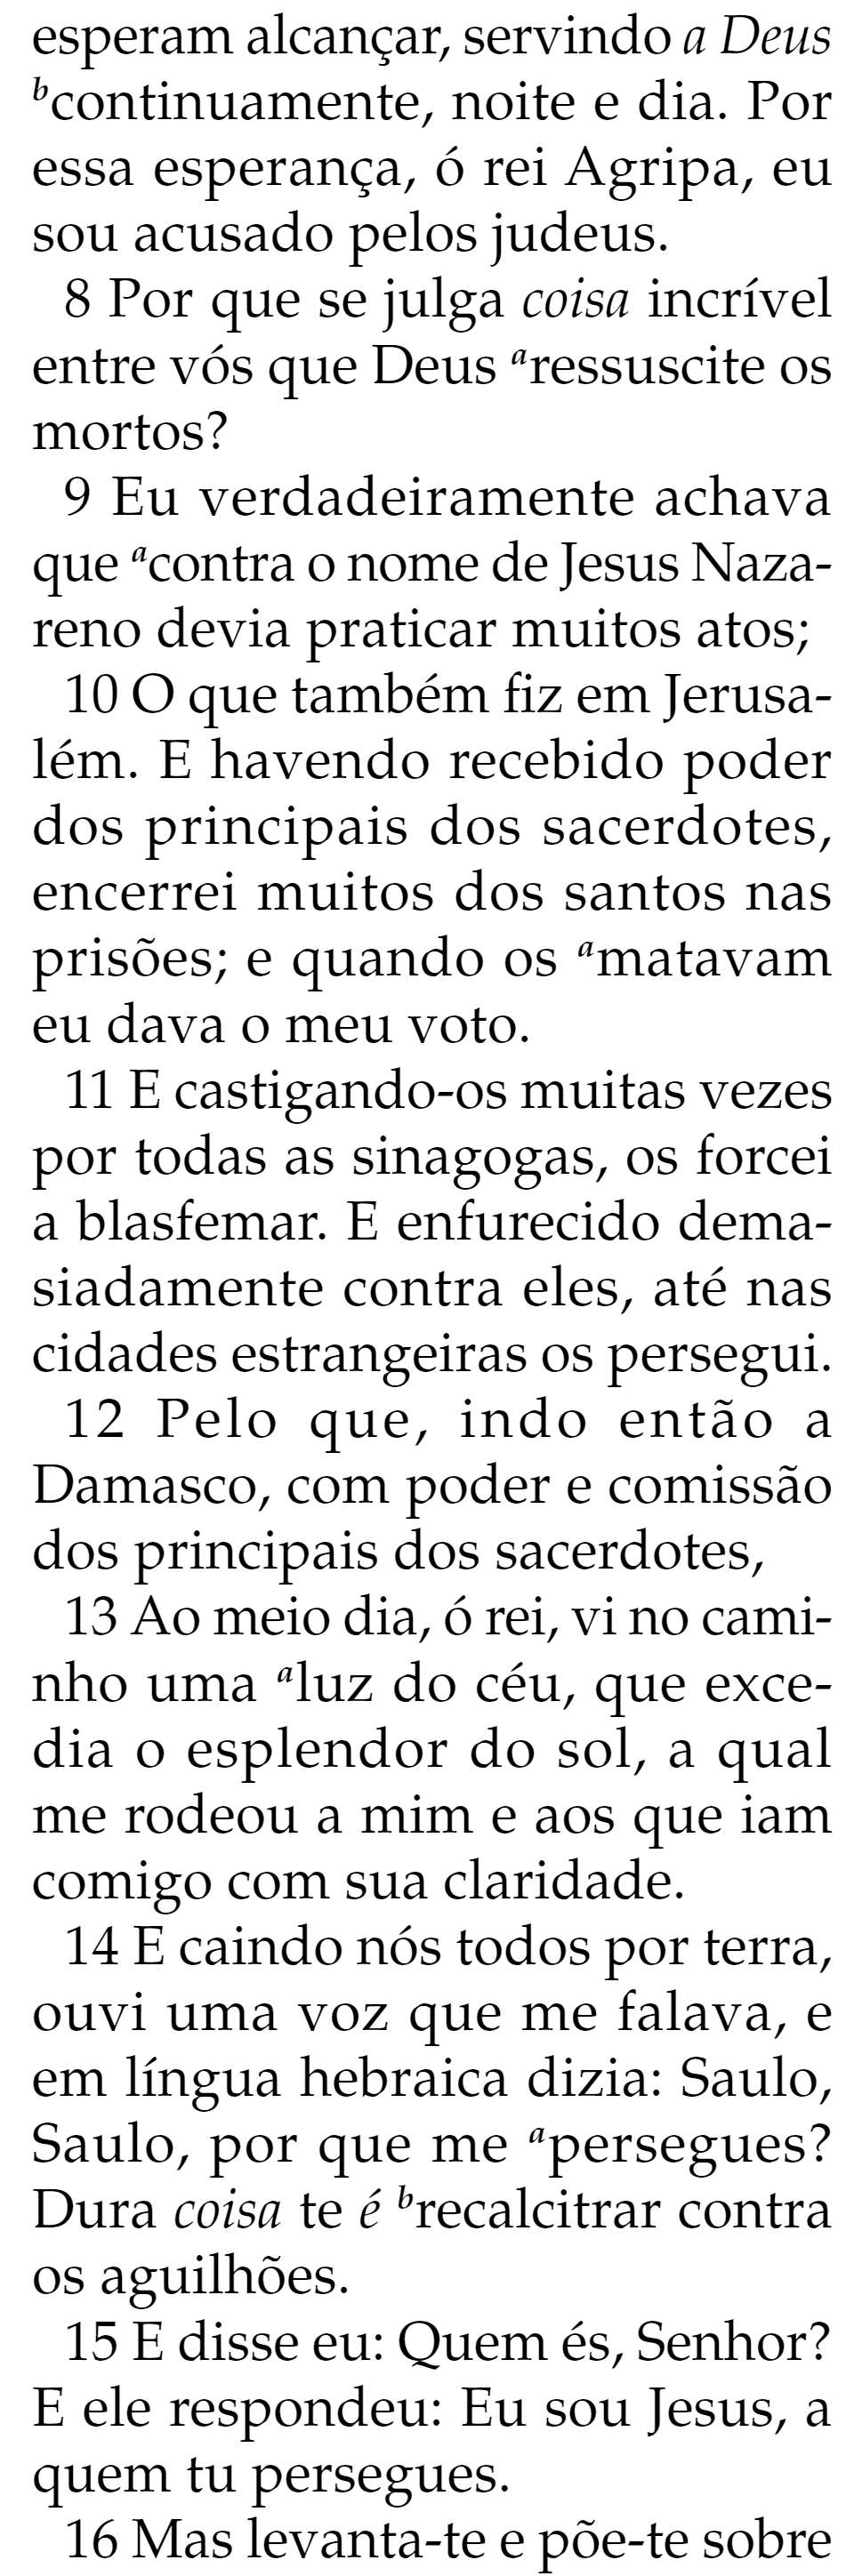 esperam alcançar, servindo a Deus
bcontinuamente, noite e dia. Por
essa esperança, ó rei Agripa, eu
sou acusado pelos judeus.
8 Por que se julga coisa incrível
entre vós que Deus aressuscite os
mortos?
9 Eu verdadeiramente achava
que acontra o nome de Jesus Naza-
reno devia praticar muitos atos;
10 O que também fiz em Jerusa-
lém. E havendo recebido poder
dos principais dos sacerdotes,
encerrei muitos dos santos nas
prisões; e quando os amatavam
eu dava o meu voto.
11 E castigando-os muitas vezes
por todas as sinagogas, os forcei
a blasfemar. E enfurecido dema-
siadamente contra eles, até nas
cidades estrangeiras os persegui.
12 Pelo que, indo então a
Damasco, com poder e comissão
dos principais dos sacerdotes,
13 Ao meio dia, ó rei, vi no cami-
nho uma aluz do céu, que exce-
dia o esplendor do sol, a qual
me rodeou a mim e aos que iam
comigo com sua claridade.
14 E caindo nós todos por terra,
ouvi uma voz que me falava, e
em língua hebraica dizia: Saulo,
Saulo, por que me apersegues?
Dura coisa te é brecalcitrar contra
os aguilhões.
15 E disse eu: Quem és, Senhor?
E ele respondeu: Eu sou Jesus, a
quem tu persegues.
16 Mas levanta-te e põe-te sobre